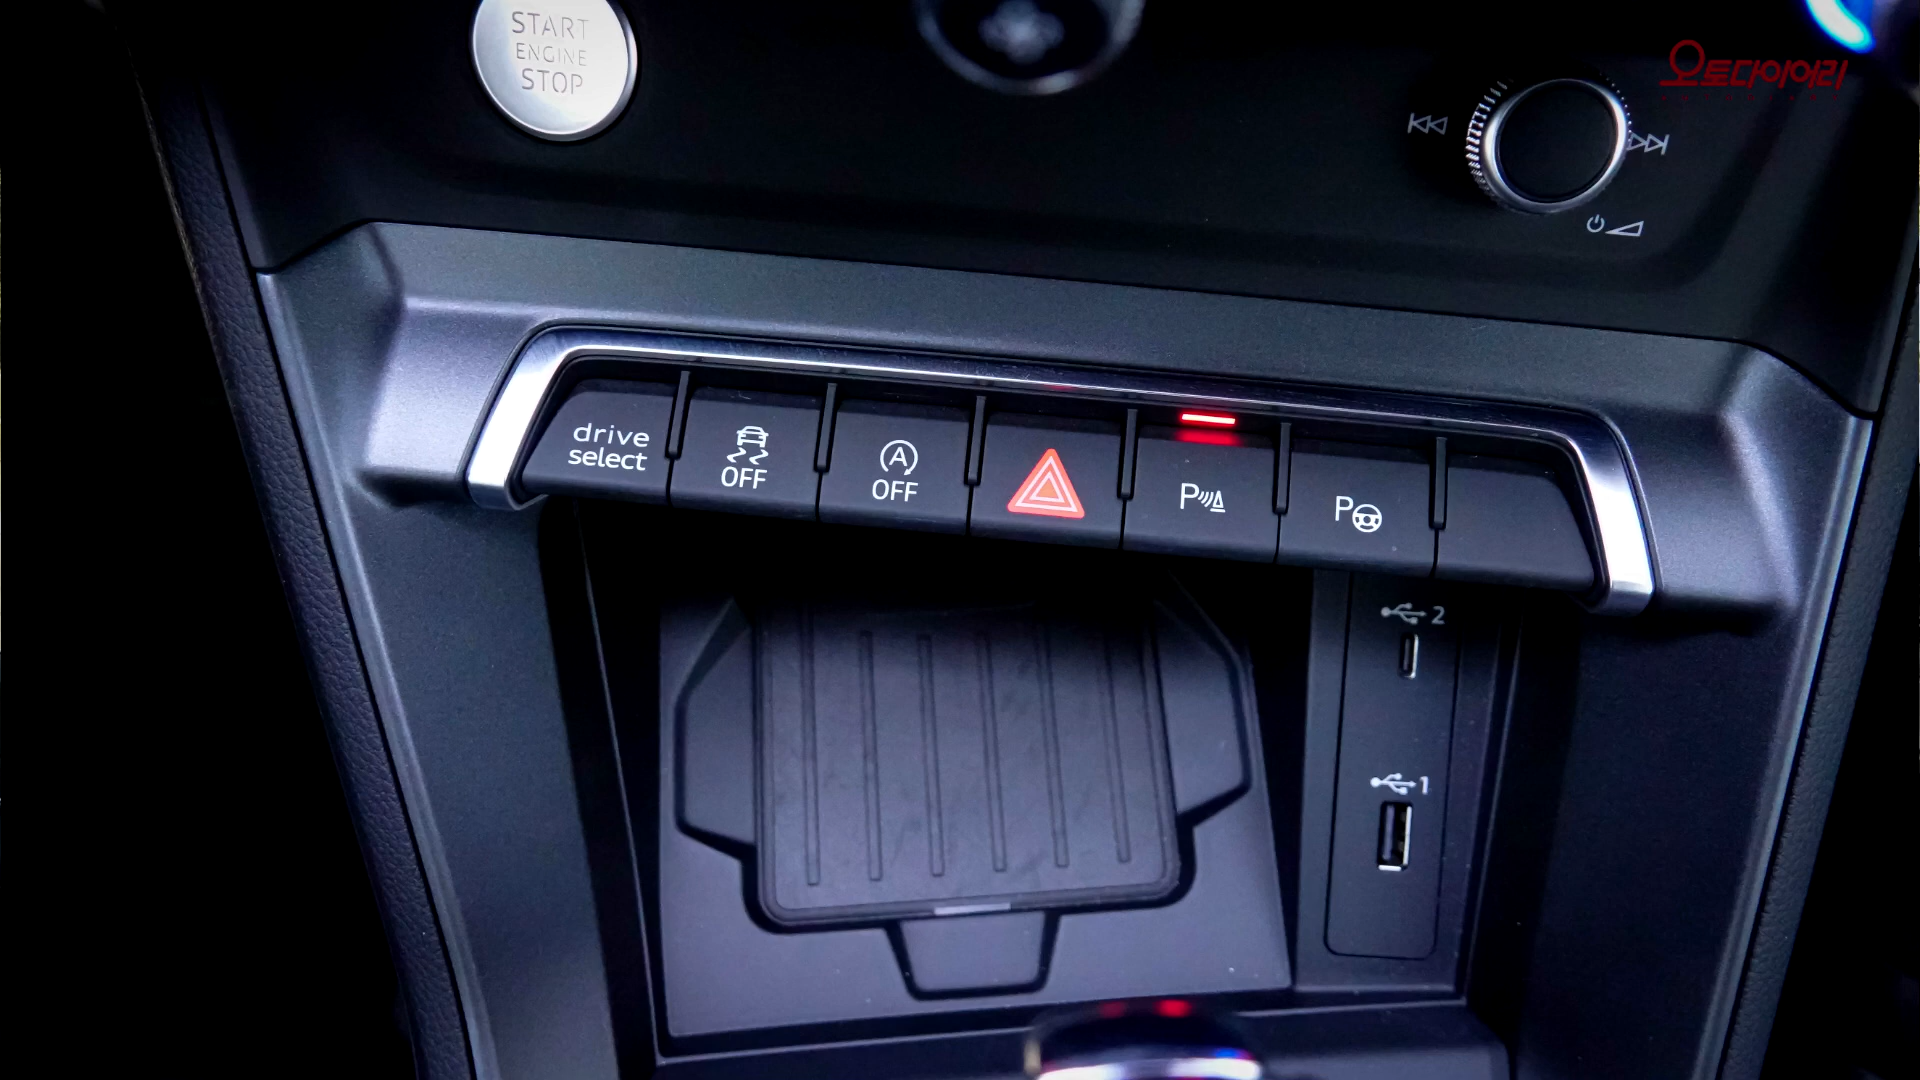 START
ENGINE
STOP
오토다이어리
drive
select
OFF
A
OFF
P
P
2
1